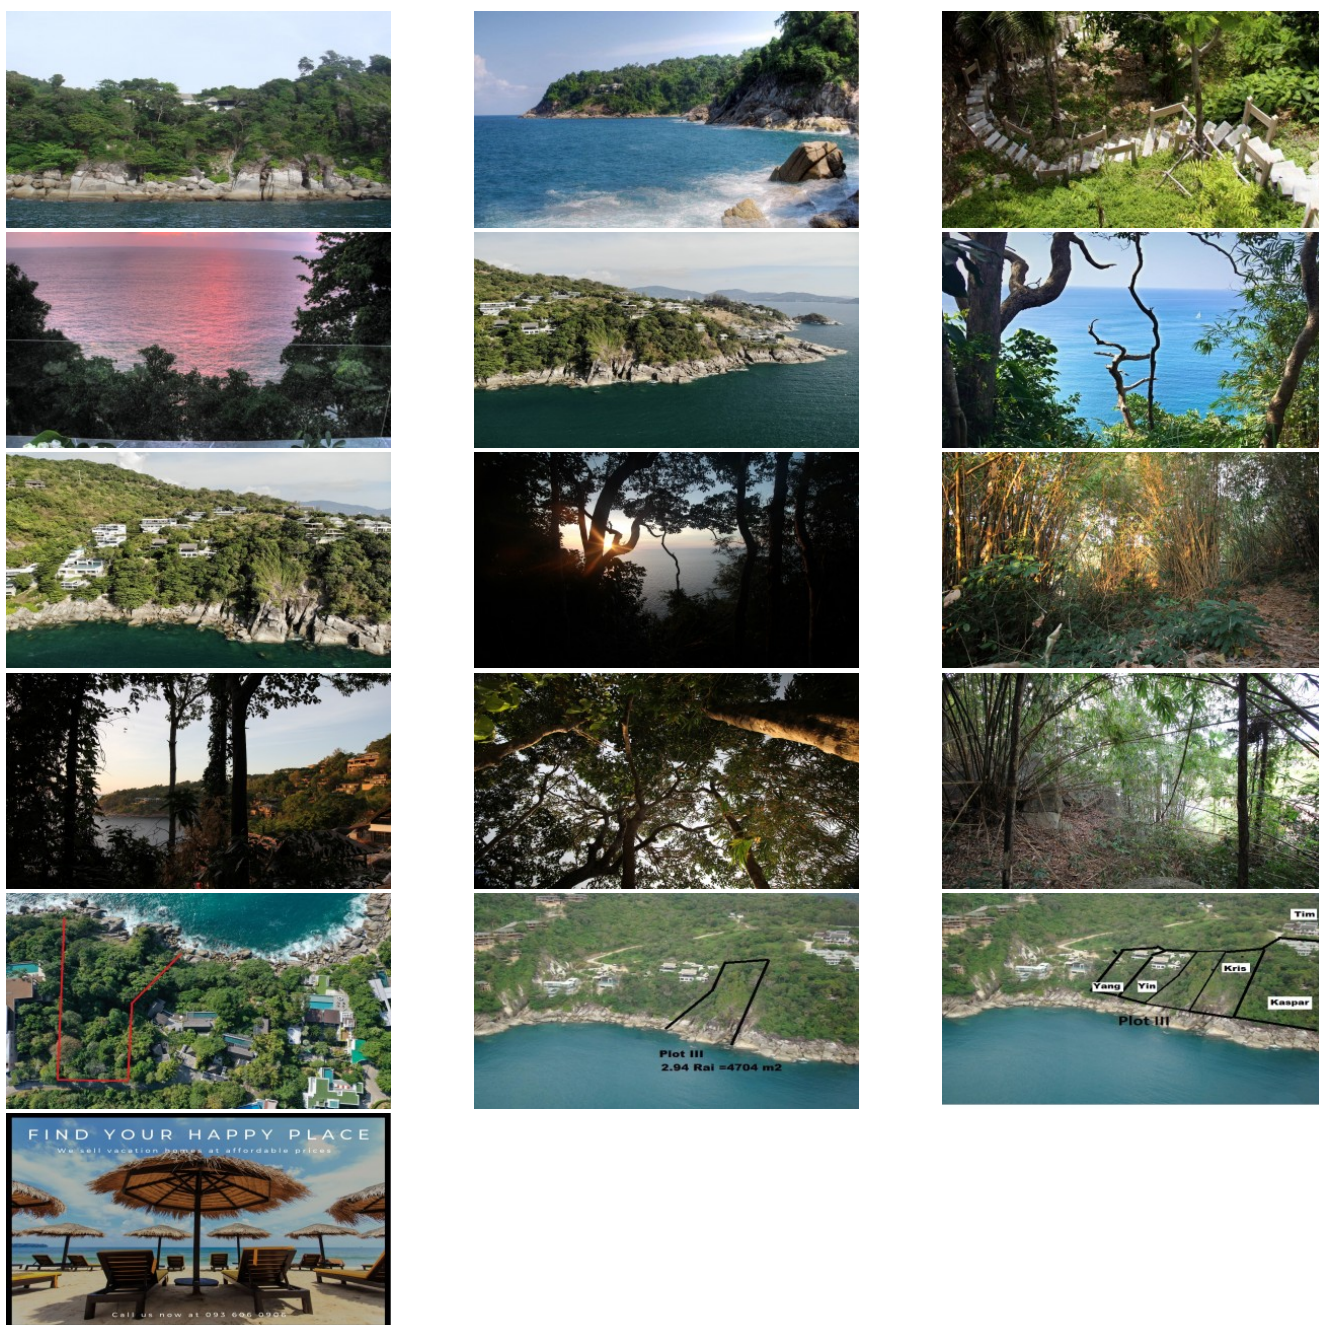 Plot III
2.94 Rai =4704 m2
Tim
Kris
Yang
Yin
Kaspar
Plot III
FIND YOUR HAPPY PLACE
We sell vacation homes at affordable prices
Call us now at 093 606 0906